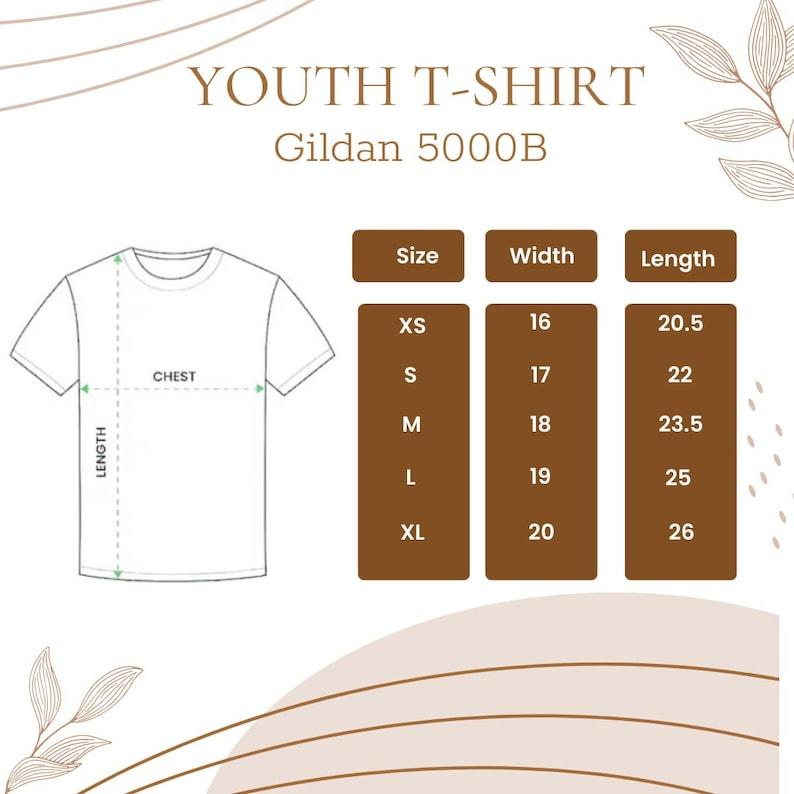 YOUTH T-SHIRT
Gildan 5000B
Size Width Length
XS 16 20.5
S 17 22
M 18 23.5
L 19 25
XL 20 26
CHEST
LENGTH